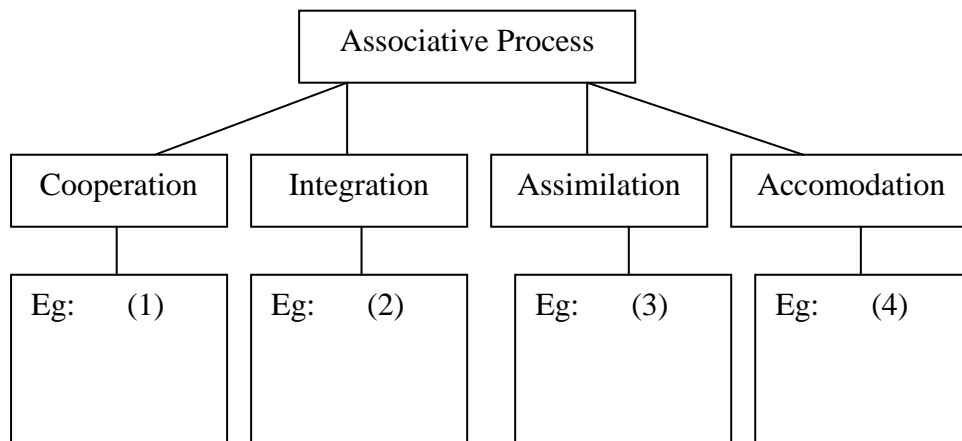 Associative Process
Cooperation
Integration
Assimilation
Accomodation
Eg: (1)
Eg: (2)
Eg: (3)
Eg: (4)